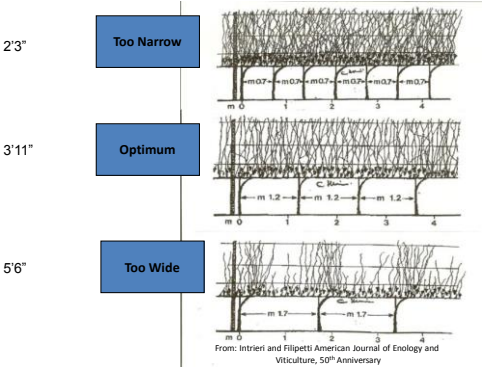 2'3”
Too Narrow
m 0.7 m 0.7 m 0.7 m 0.7 m 0.7 m 0.7
m 0 1 2 3 4
3'11”
Optimum
m 1.2 m 1.2 m 1.2
m 0 1 2 3 4
5'6”
Too Wide
m 1.7 m 1.7
m 0 1 2 3 4
From: Intrieri and Filipetti American Journal of Enology and
Viticulture, 50th Anniversary